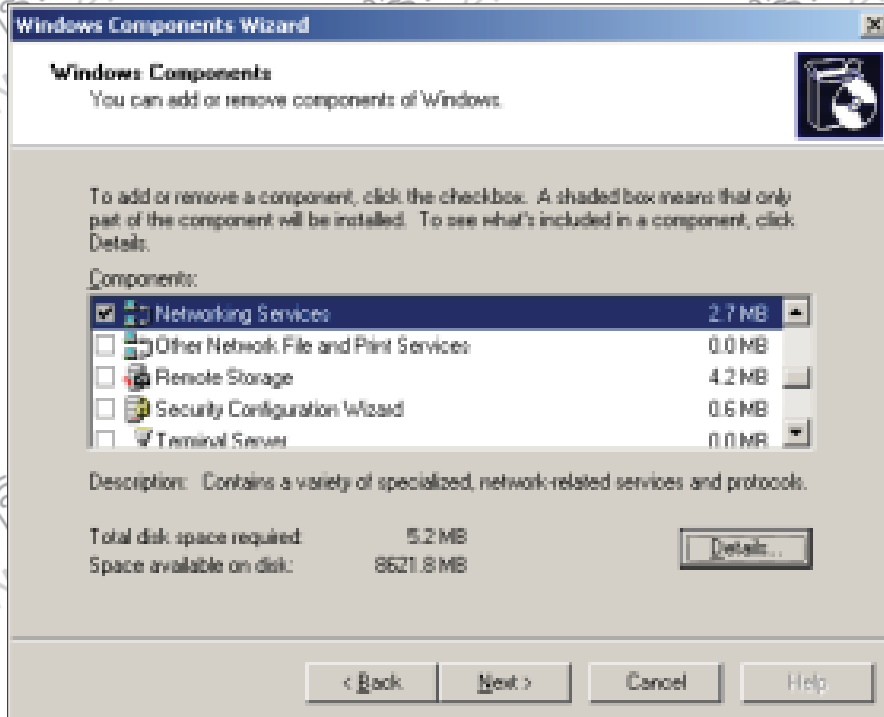 Windows Components Wizard
Windows Components
You can add or remove components of Windows.
To add or remove a component, click the checkbox. A shaded box means that only
part of the component will be installed. To see what's included in a component, click
Details.
Components:
Networking Services 2.7 MB
Other Network File and Print Services 0.0 MB
Remote Storage 4.2 MB
Security Configuration Wizard 0.6 MB
Terminal Server 0.0 MB
Description: Contains a variety of specialized, network-related services and protocols.
Total disk space required: 5.2 MB
Space available on disk: 8621.8 MB
Details...
< Back Next > Cancel Help